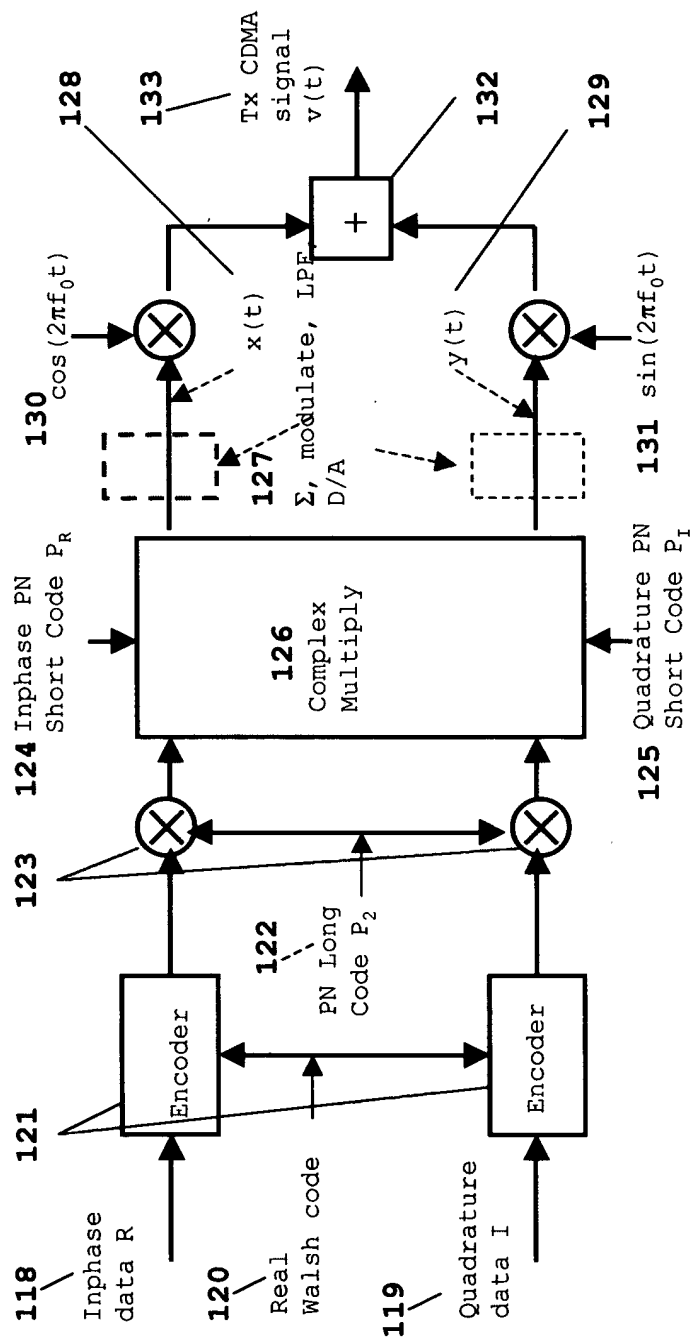 118
Inphase
data R
120
Real
Walsh code
119
Quadrature
data I
121
Encoder
Encoder
122
PN Long
Code P₂
123
124 Inphase PN
Short Code P_R
126
Complex
Multiply
125 Quadrature PN
Short Code P_I
127
Σ, modulate, LPF,
D/A
130
cos(2πf₀t)
x(t)
y(t)
131 sin(2πf₀t)
128
133
Tx CDMA
signal
v(t)
+
132
129